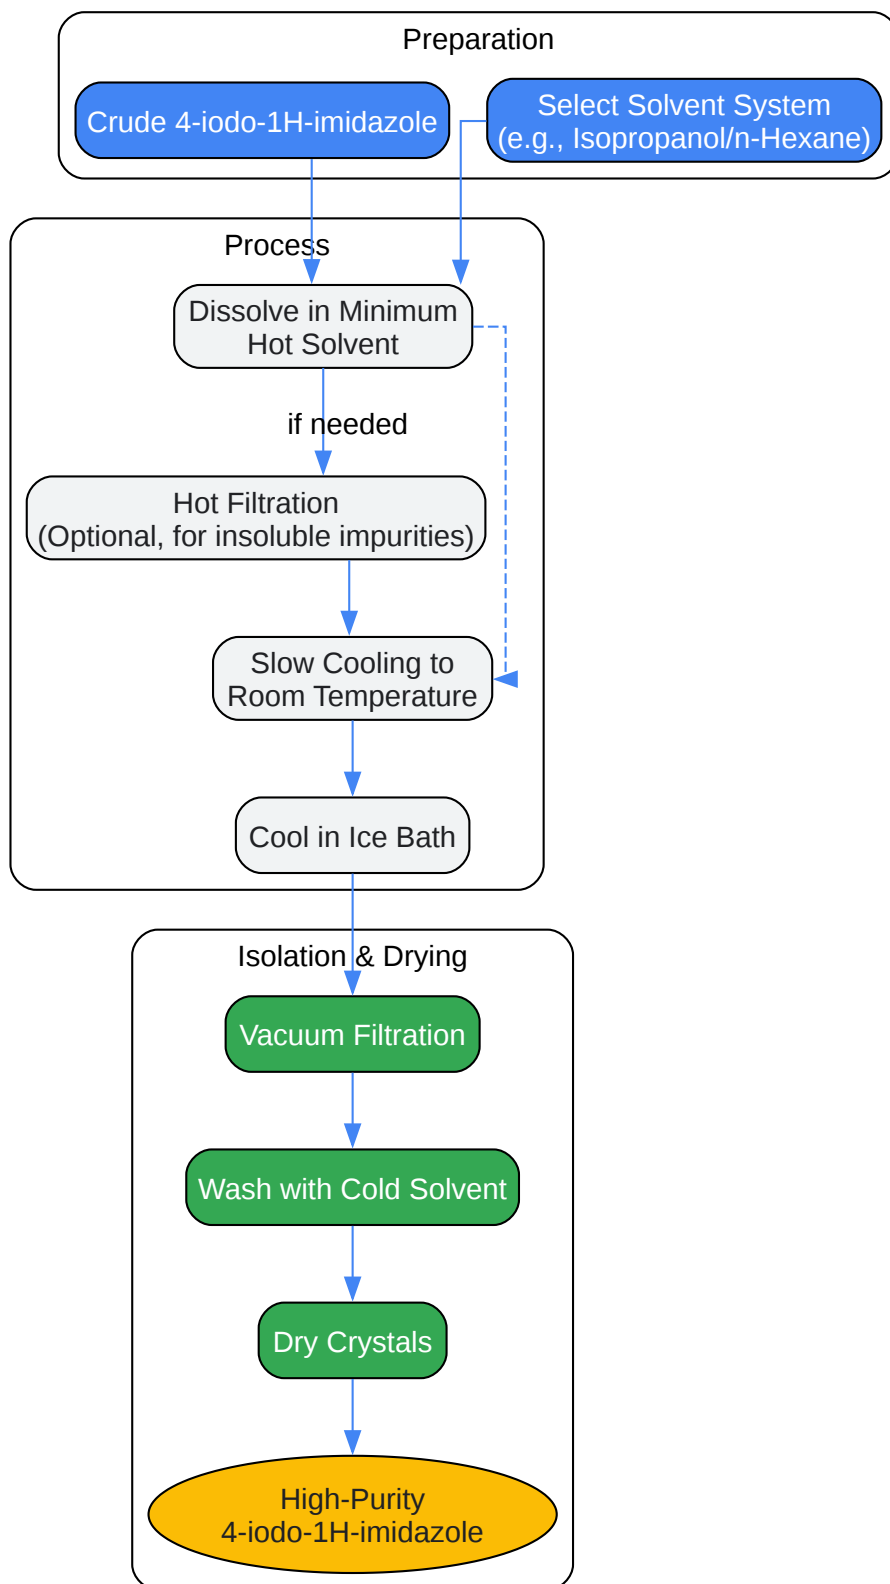 Preparation
Crude 4-iodo-1H-imidazole
Select Solvent System
(e.g., Isopropanol/n-Hexane)
Process
Dissolve in Minimum
Hot Solvent
if needed
Hot Filtration
(Optional, for insoluble impurities)
Slow Cooling to
Room Temperature
Cool in Ice Bath
Isolation & Drying
Vacuum Filtration
Wash with Cold Solvent
Dry Crystals
High-Purity
4-iodo-1H-imidazole